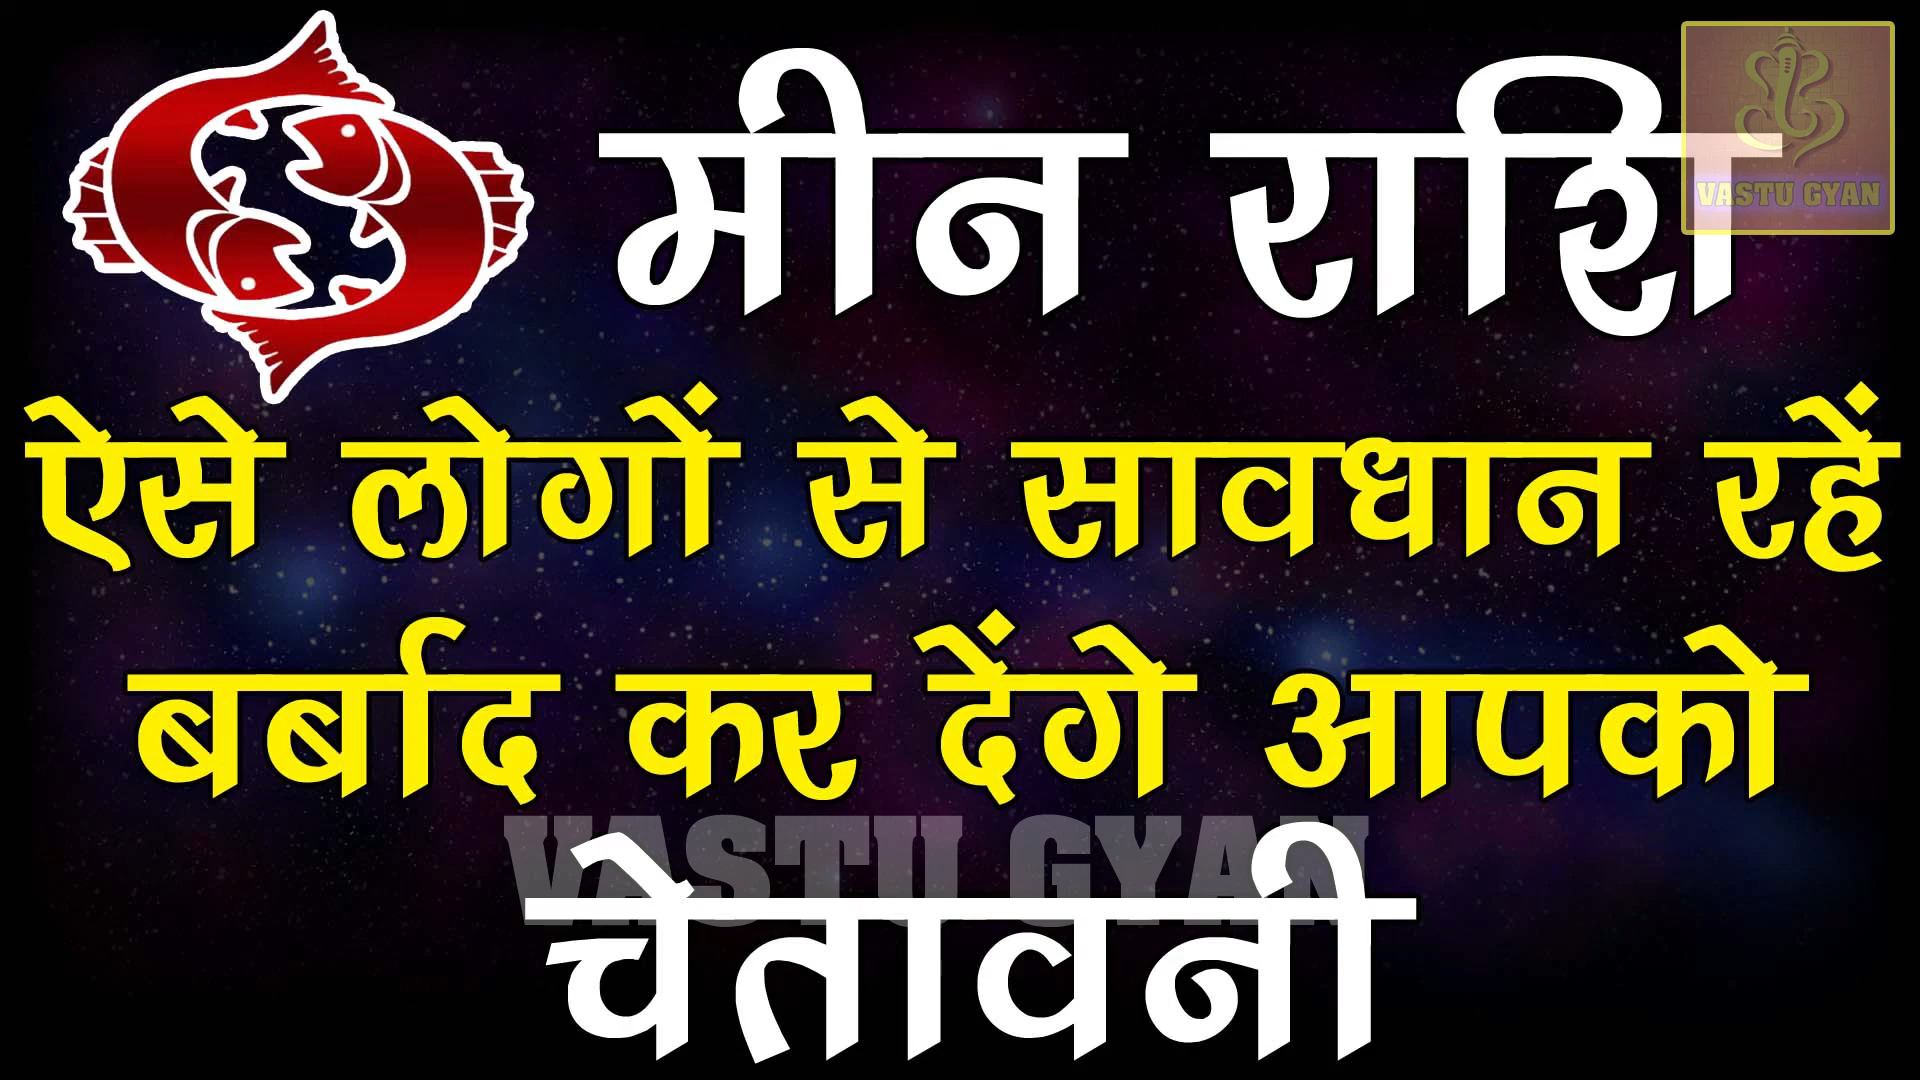 मीन राशि
VASTU GYAN
ऐसे लोगों से सावधान रहें
बर्बाद कर देंगे आपको
VASTU GYAN
चेतावनी